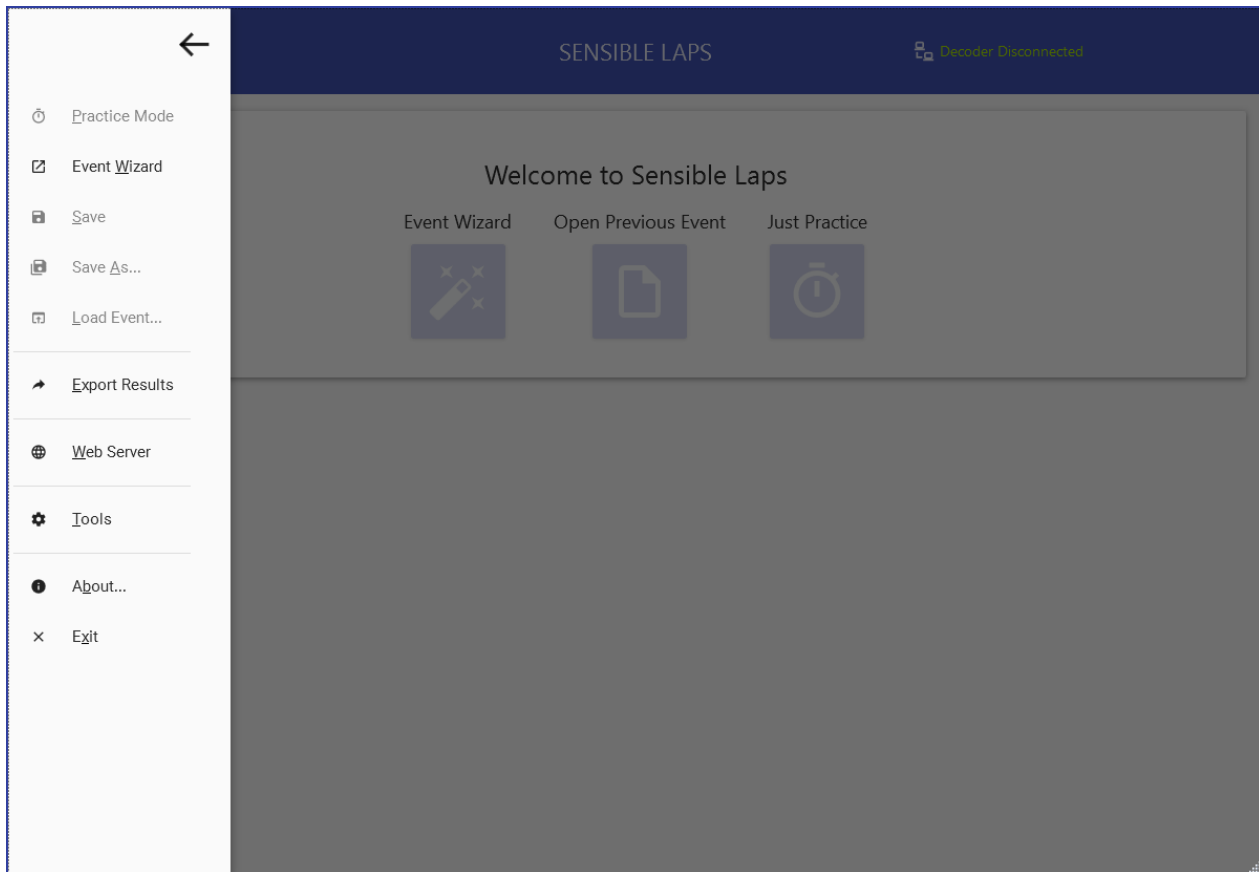 SENSIBLE LAPS
Decoder Disconnected
Practice Mode
Event Wizard
Save
Save As...
Load Event...
Export Results
Web Server
Tools
About...
Exit
Welcome to Sensible Laps
Event Wizard Open Previous Event Just Practice